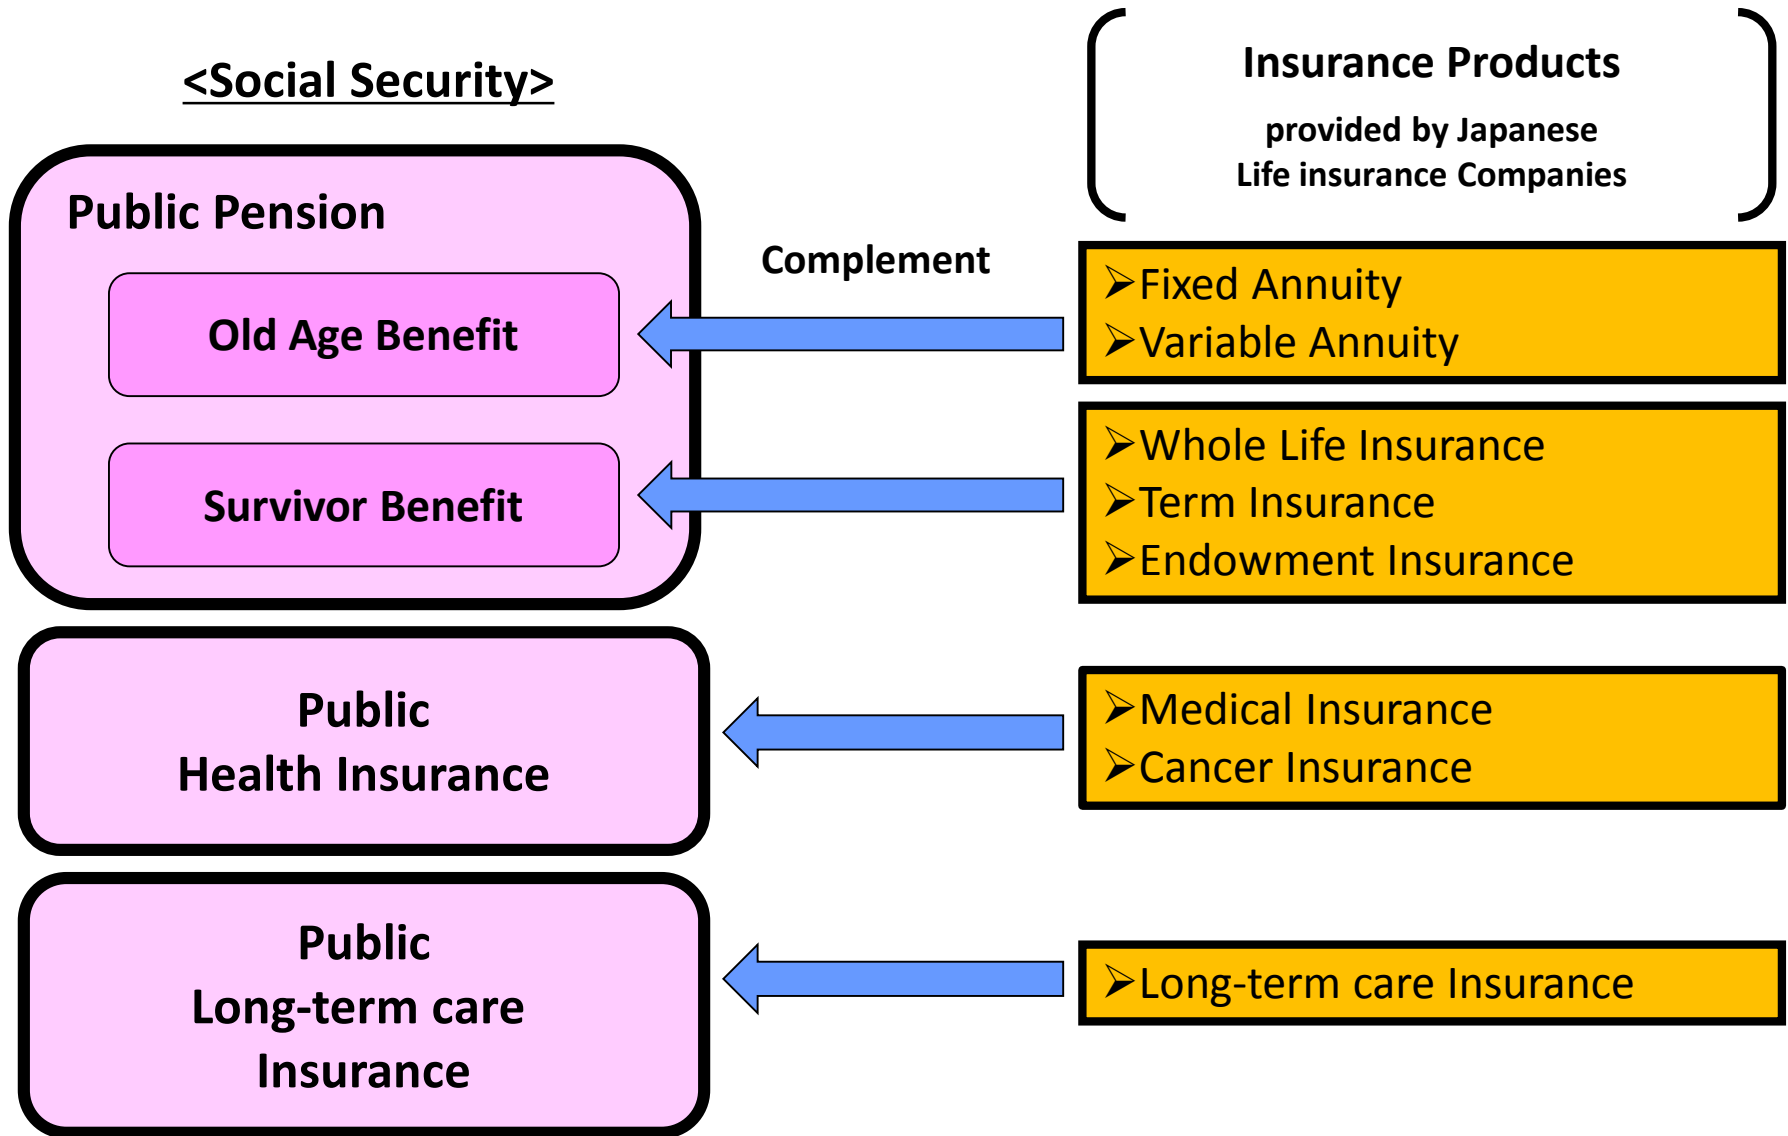 <Social Security>
Insurance Products
provided by Japanese
Life insurance Companies
Public Pension
Old Age Benefit
Survivor Benefit
Complement
➢Fixed Annuity
➢Variable Annuity
➢Whole Life Insurance
➢Term Insurance
➢Endowment Insurance
Public
Health Insurance
➢Medical Insurance
➢Cancer Insurance
Public
Long-term care
Insurance
➢Long-term care Insurance